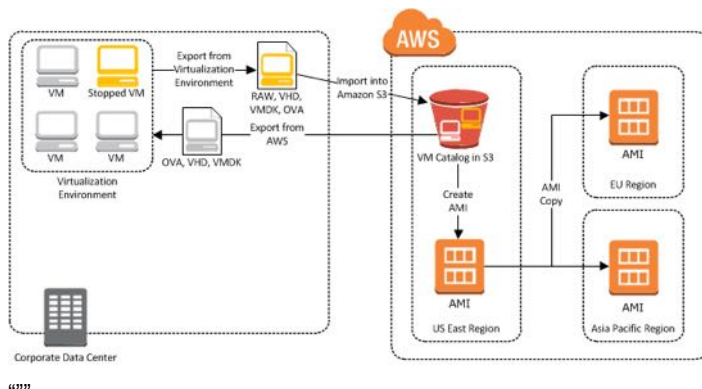 AWS
VM
Stopped VM
Export from
Virtualization
Environment
RAW, VHD,
VMDK, OVA
Import into
Amazon S3
VM
VM
Virtualization
Environment
OVA, VHD, VMDK
Export from
AWS
VM Catalog in S3
Create
AMI
AMI
US East Region
AMI
Copy
AMI
EU Region
AMI
Asia Pacific Region
Corporate Data Center
“””